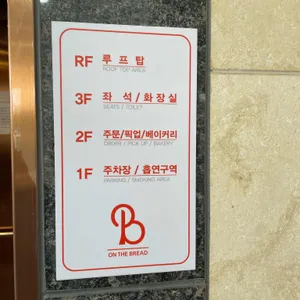 RF 루 프 탑
ROOF TOP AREA
3F 좌 석 / 화 장 실
SEATS / TOILET
2F 주문/픽업/베이커리
ORDER / PICK UP / BAKERY
1F 주차장 / 흡연구역
PARKING / SMOKING AREA
B
ON THE BREAD